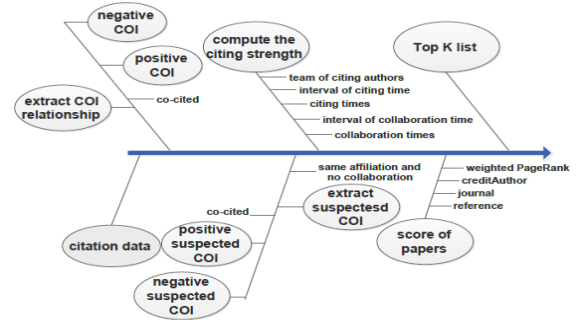 negative
COI
positive
COI
extract COI
relationship
co-cited
compute the
citing strength
team of citing authors
interval of citing time
citing times
interval of collaboration time
collaboration times
Top K list
citation data
same affiliation and
no collaboration
extract
suspectesd
COI
co-cited
positive
suspected
COI
negative
suspected
COI
weighted PageRank
creditAuthor
journal
reference
score of
papers